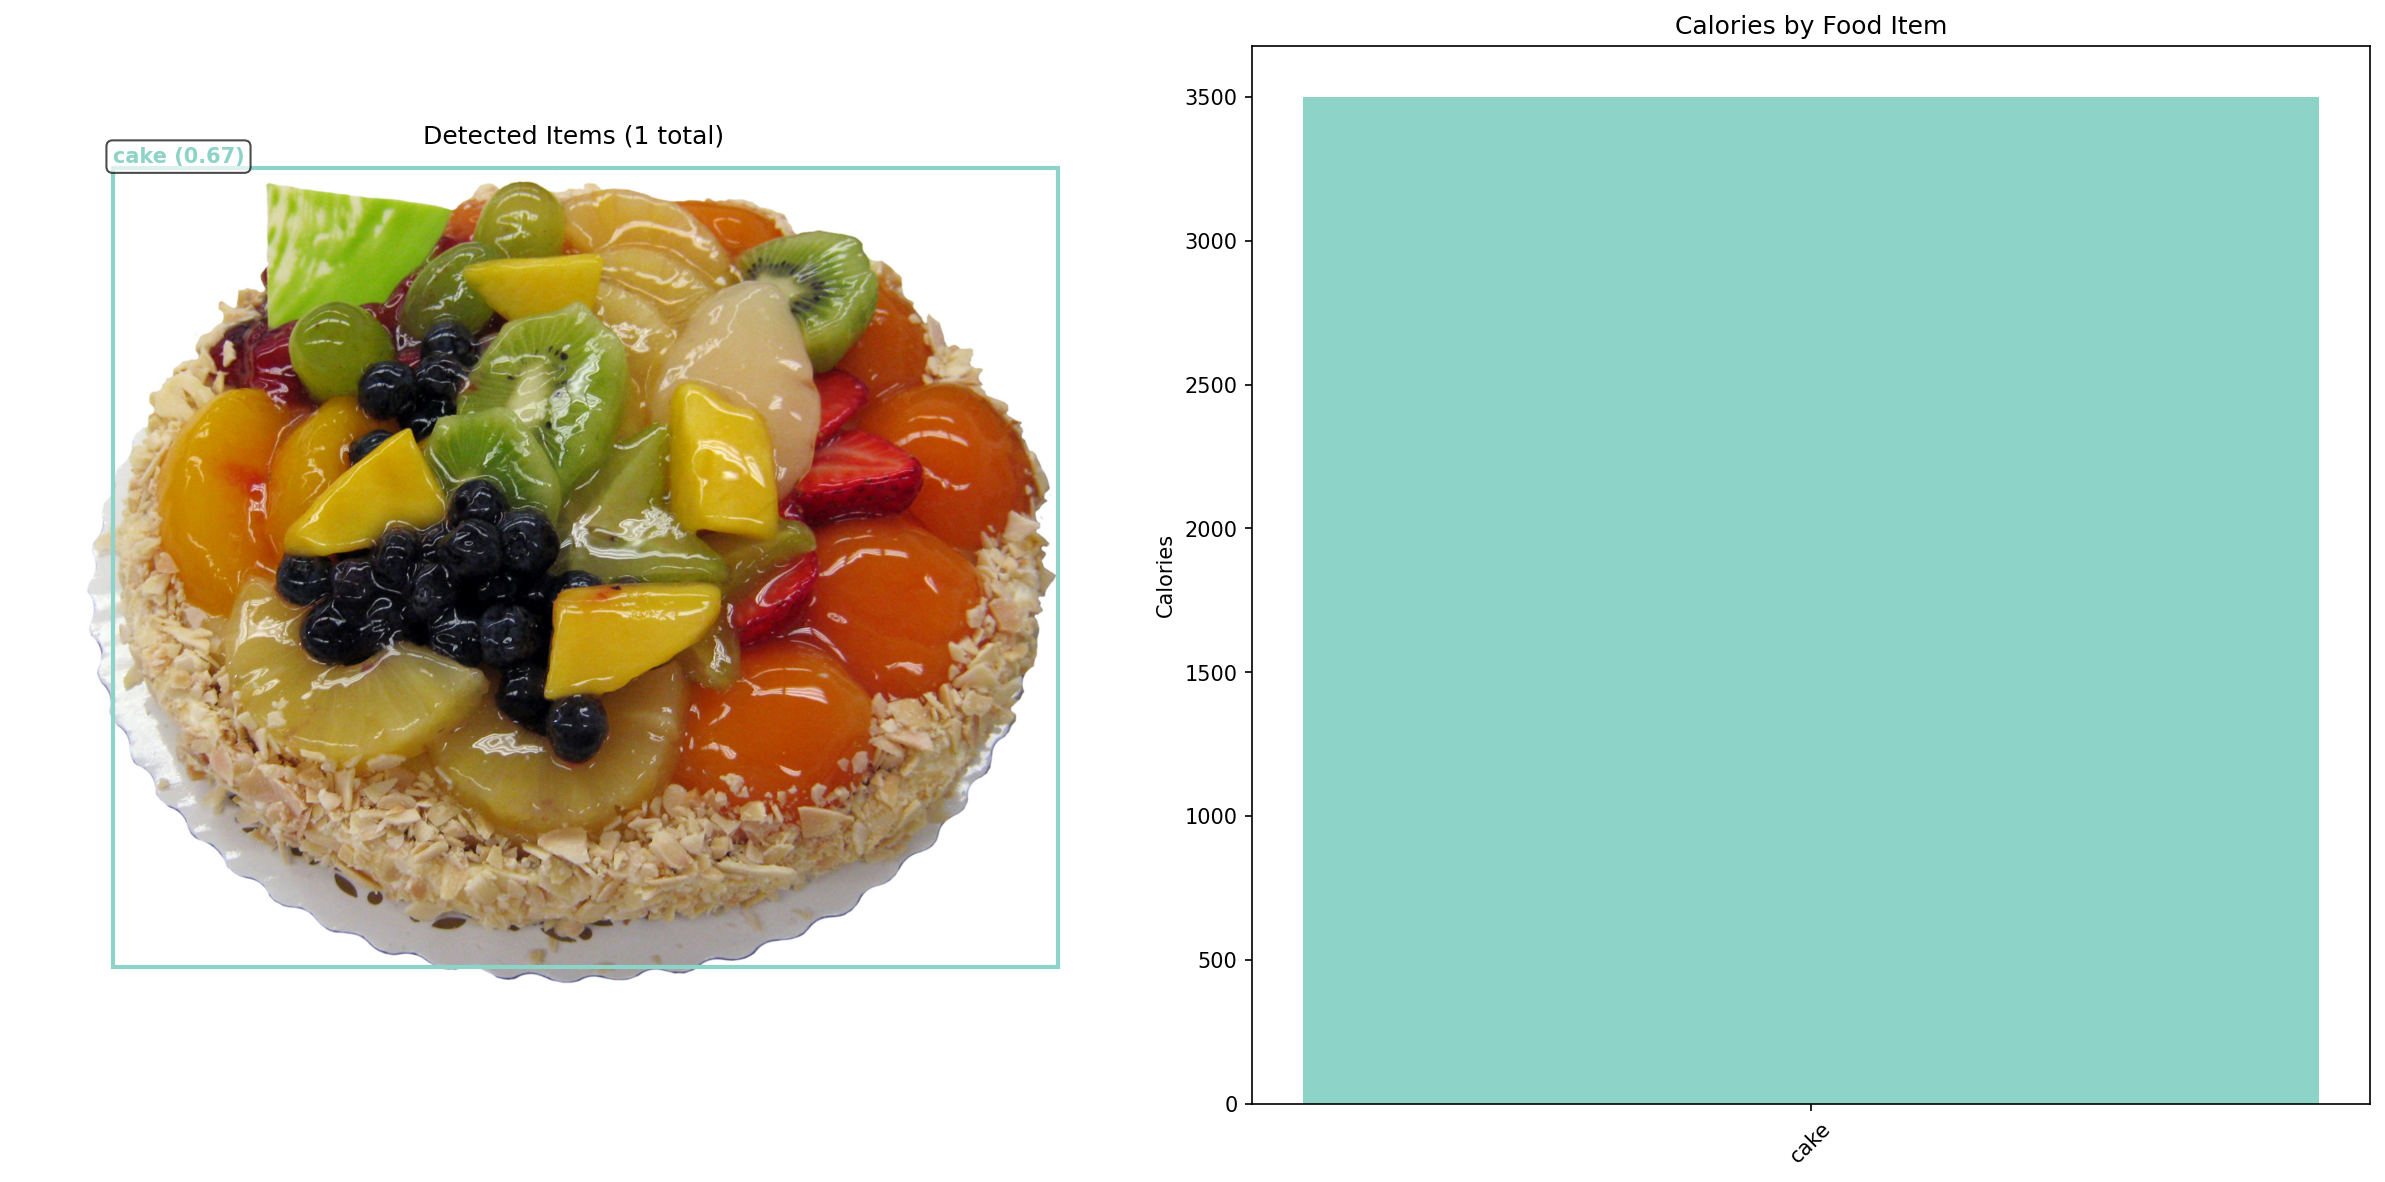 Detected Items (1 total)
cake (0.67)
Calories by Food Item
3500
3000
2500
2000
1500
1000
500
0
Calories
cake